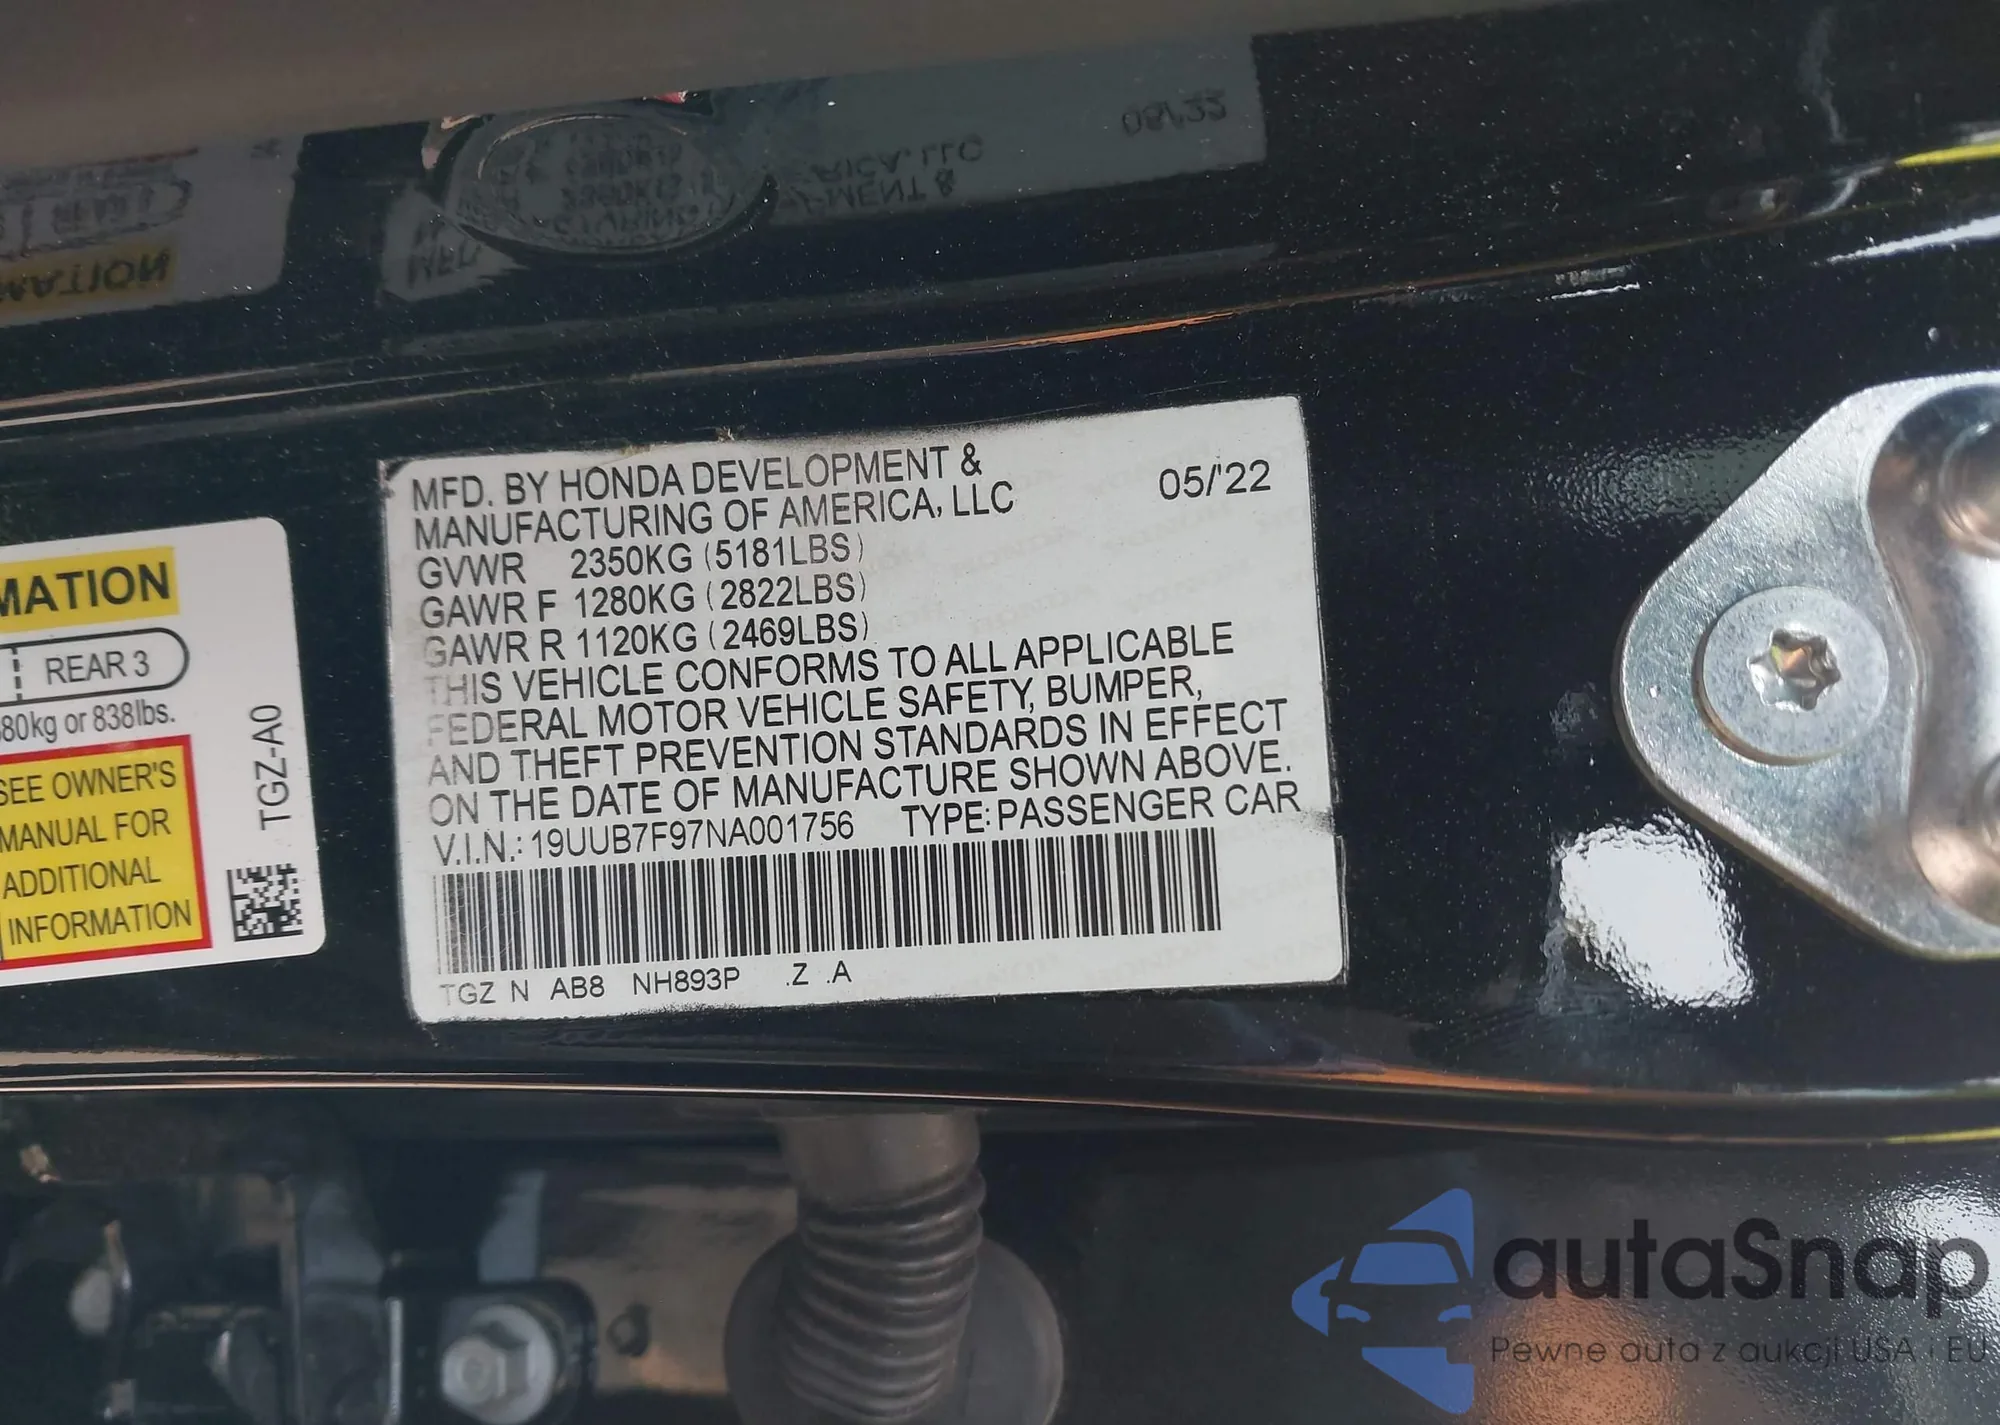 MATION
REAR 3
80kg or 838lbs.
SEE OWNER'S
MANUAL FOR
ADDITIONAL
INFORMATION
TGZ-A0
MFD. BY HONDA DEVELOPMENT &
MANUFACTURING OF AMERICA, LLC
05/'22
GVWR 2350KG (5181LBS)
GAWR F 1280KG (2822LBS)
GAWR R 1120KG (2469LBS)
THIS VEHICLE CONFORMS TO ALL APPLICABLE
FEDERAL MOTOR VEHICLE SAFETY, BUMPER,
AND THEFT PREVENTION STANDARDS IN EFFECT
ON THE DATE OF MANUFACTURE SHOWN ABOVE.
V.I.N.: 19UUB7F97NA001756 TYPE: PASSENGER CAR
TGZ N AB8 NH893P .Z .A
autaSnap
Pewne auta z aukcji USA i EU